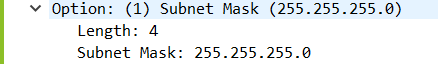 Option: (1) Subnet Mask (255.255.255.0)
Length: 4
Subnet Mask: 255.255.255.0